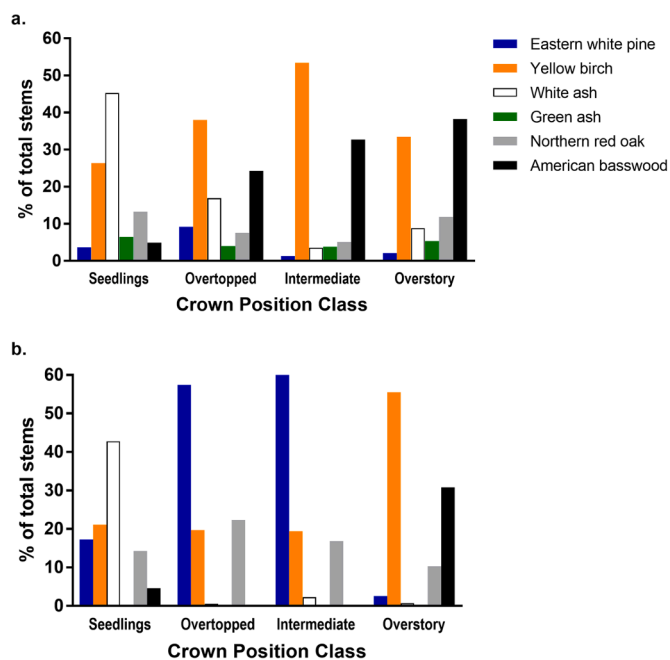 a.
60
50
40
30
20
10
0
% of total stems
Seedlings Overtopped Intermediate Overstory
Crown Position Class
Eastern white pine
Yellow birch
White ash
Green ash
Northern red oak
American basswood
b.
60
50
40
30
20
10
0
% of total stems
Seedlings Overtopped Intermediate Overstory
Crown Position Class